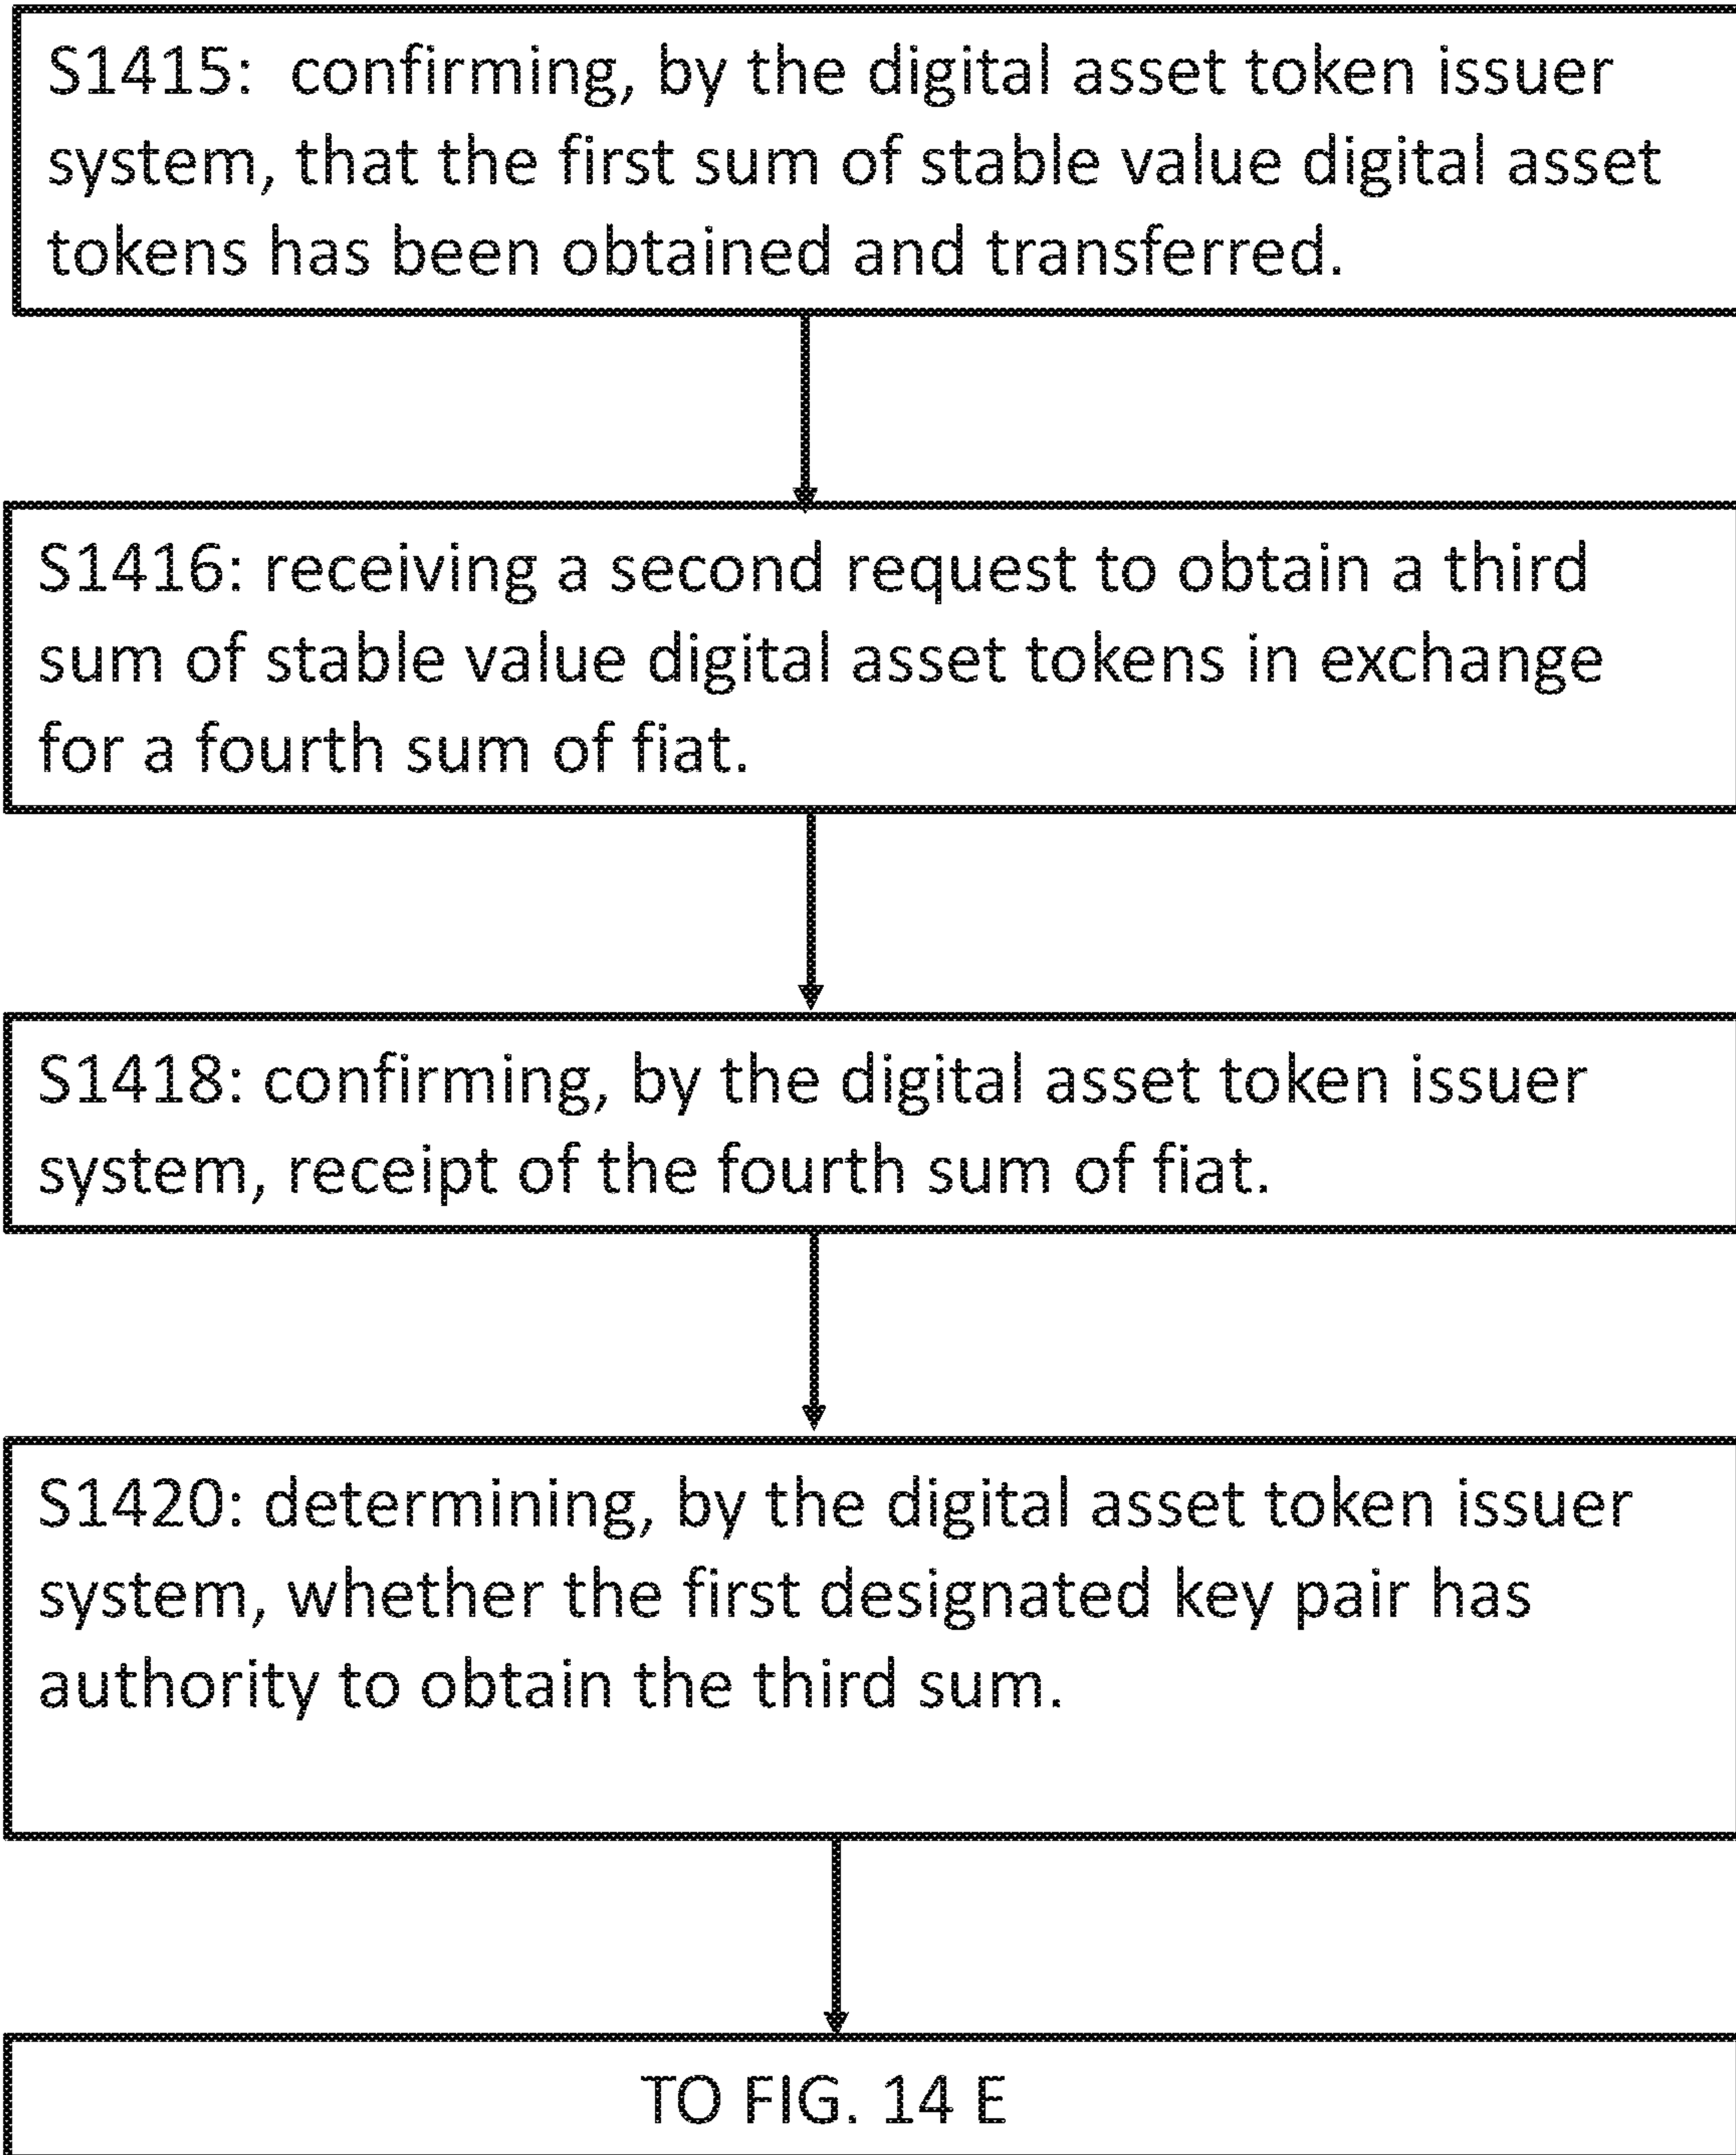 S1415:  confirming, by the digital asset token issuer
system, that the first sum of stable value digital asset
tokens has been obtained and transferred.
S1416: receiving a second request to obtain a third
sum of stable value digital asset tokens in exchange
for a fourth sum of fiat.
S1418: confirming, by the digital asset token issuer
system, receipt of the fourth sum of fiat.
S1420: determining, by the digital asset token issuer
system, whether the first designated key pair has
authority to obtain the third sum.
TO FIG. 14 E